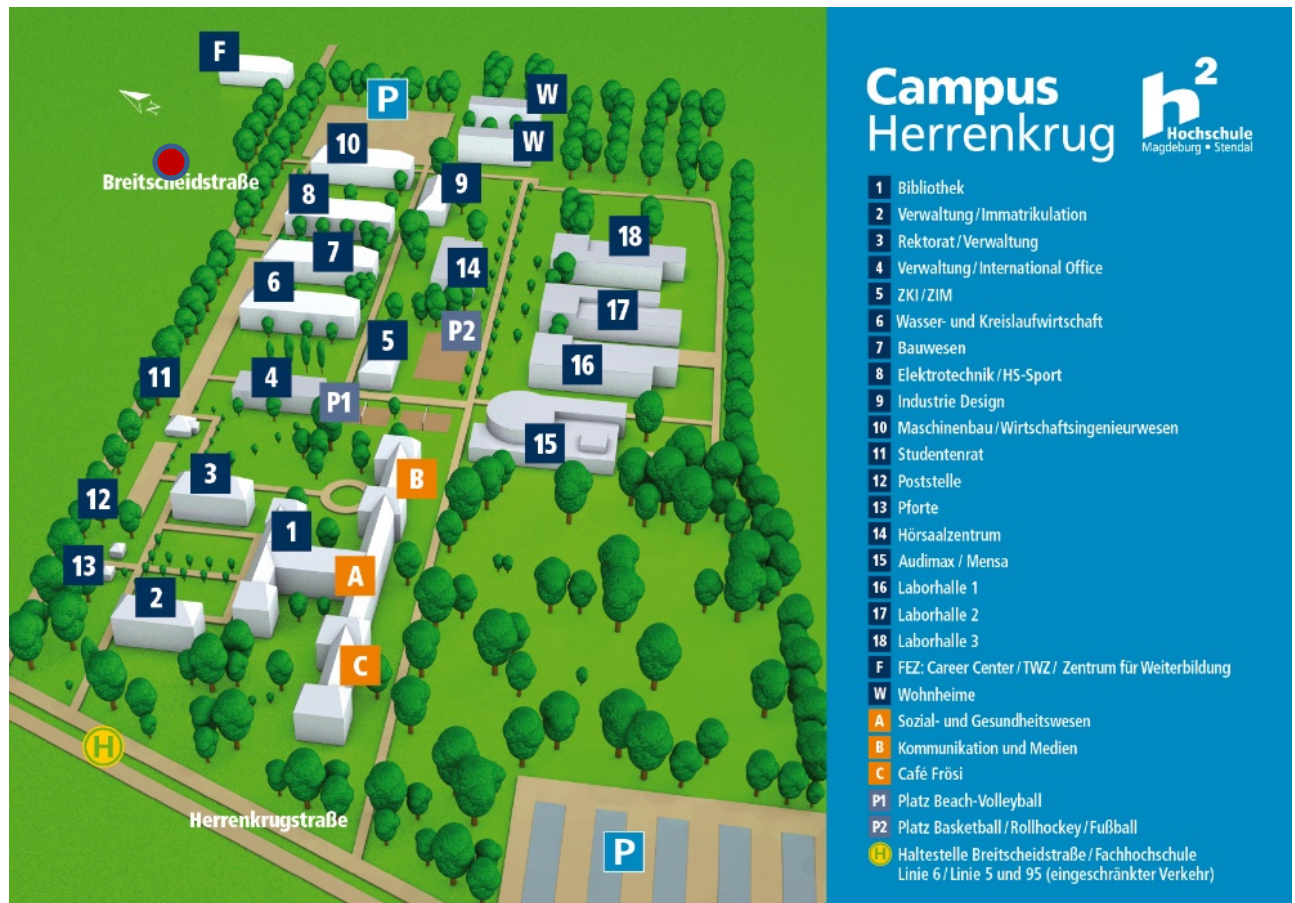 F
P
W
W
N
10
Breitscheidstraße
8
9
7
18
14
6
17
P2
5
16
11
4
P1
15
3
B
12
1
13
A
2
C
H
Herrenkrugstraße
P
Campus
Herrenkrug
h2
Hochschule
Magdeburg • Stendal
1 Bibliothek
2 Verwaltung/Immatrikulation
3 Rektorat/Verwaltung
4 Verwaltung/International Office
5 ZKI/ZIM
6 Wasser- und Kreislaufwirtschaft
7 Bauwesen
8 Elektrotechnik/HS-Sport
9 Industrie Design
10 Maschinenbau/Wirtschaftsingenieurwesen
11 Studentenrat
12 Poststelle
13 Pforte
14 Hörsaalzentrum
15 Audimax / Mensa
16 Laborhalle 1
17 Laborhalle 2
18 Laborhalle 3
F FEZ: Career Center/TWZ/ Zentrum für Weiterbildung
W Wohnheime
A Sozial- und Gesundheitswesen
B Kommunikation und Medien
C Café Frösi
P1 Platz Beach-Volleyball
P2 Platz Basketball/Rollhockey/Fußball
H Haltestelle Breitscheidstraße/Fachhochschule
Linie 6/Linie 5 und 95 (eingeschränkter Verkehr)